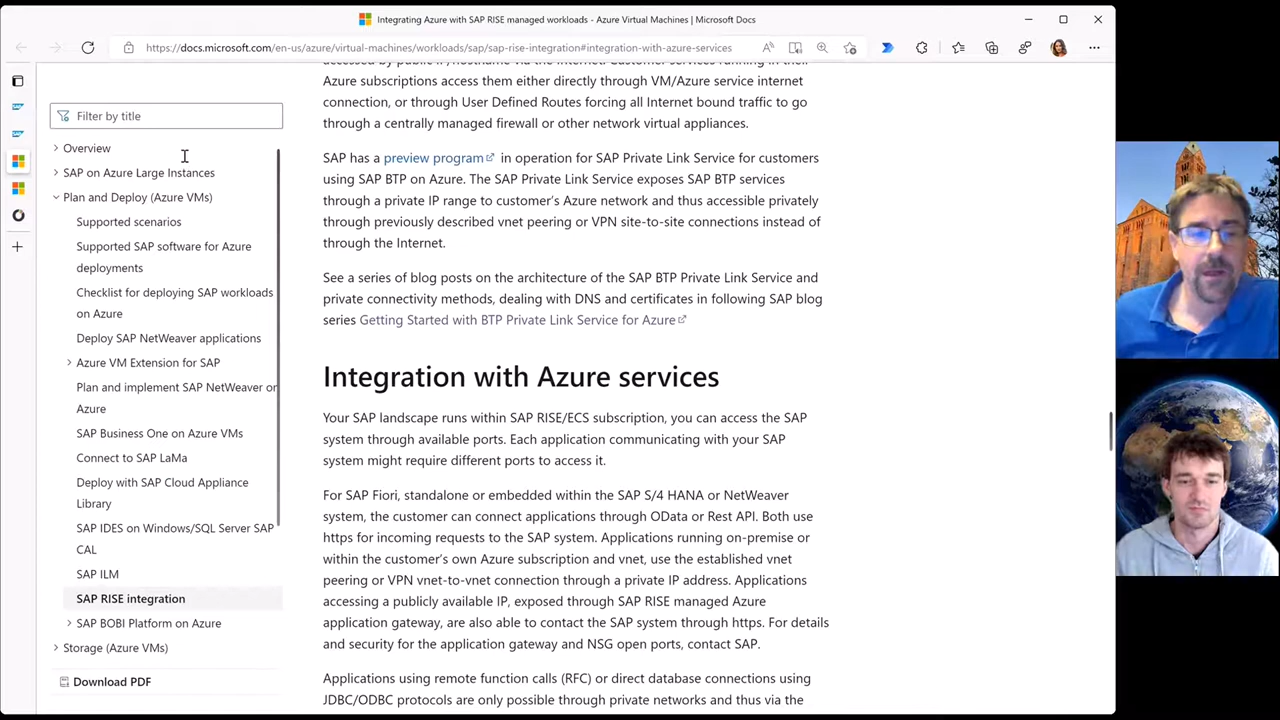 Integrating Azure with SAP RISE managed workloads - Azure Virtual Machines | Microsoft Docs
https://docs.microsoft.com/en-us/azure/virtual-machines/workloads/sap/sap-rise-integration#integration-with-azure-services
Filter by title
Overview
SAP on Azure Large Instances
Plan and Deploy (Azure VMs)
Supported scenarios
Supported SAP software for Azure
deployments
Checklist for deploying SAP workloads
on Azure
Deploy SAP NetWeaver applications
Azure VM Extension for SAP
Plan and implement SAP NetWeaver on
Azure
SAP Business One on Azure VMs
Connect to SAP LaMa
Deploy with SAP Cloud Appliance
Library
SAP IDES on Windows/SQL Server SAP
CAL
SAP ILM
SAP RISE integration
SAP BOBI Platform on Azure
Storage (Azure VMs)
Download PDF
accessed by public IP/hostname via the internet. Customer services running in their
Azure subscriptions access them either directly through VM/Azure service internet
connection, or through User Defined Routes forcing all Internet bound traffic to go
through a centrally managed firewall or other network virtual appliances.
SAP has a preview program in operation for SAP Private Link Service for customers
using SAP BTP on Azure. The SAP Private Link Service exposes SAP BTP services
through a private IP range to customer's Azure network and thus accessible privately
through previously described vnet peering or VPN site-to-site connections instead of
through the Internet.
See a series of blog posts on the architecture of the SAP BTP Private Link Service and
private connectivity methods, dealing with DNS and certificates in following SAP blog
series Getting Started with BTP Private Link Service for Azure
Integration with Azure services
Your SAP landscape runs within SAP RISE/ECS subscription, you can access the SAP
system through available ports. Each application communicating with your SAP
system might require different ports to access it.
For SAP Fiori, standalone or embedded within the SAP S/4 HANA or NetWeaver
system, the customer can connect applications through OData or Rest API. Both use
https for incoming requests to the SAP system. Applications running on-premise or
within the customer's own Azure subscription and vnet, use the established vnet
peering or VPN vnet-to-vnet connection through a private IP address. Applications
accessing a publicly available IP, exposed through SAP RISE managed Azure
application gateway, are also able to contact the SAP system through https. For details
and security for the application gateway and NSG open ports, contact SAP.
Applications using remote function calls (RFC) or direct database connections using
JDBC/ODBC protocols are only possible through private networks and thus via the